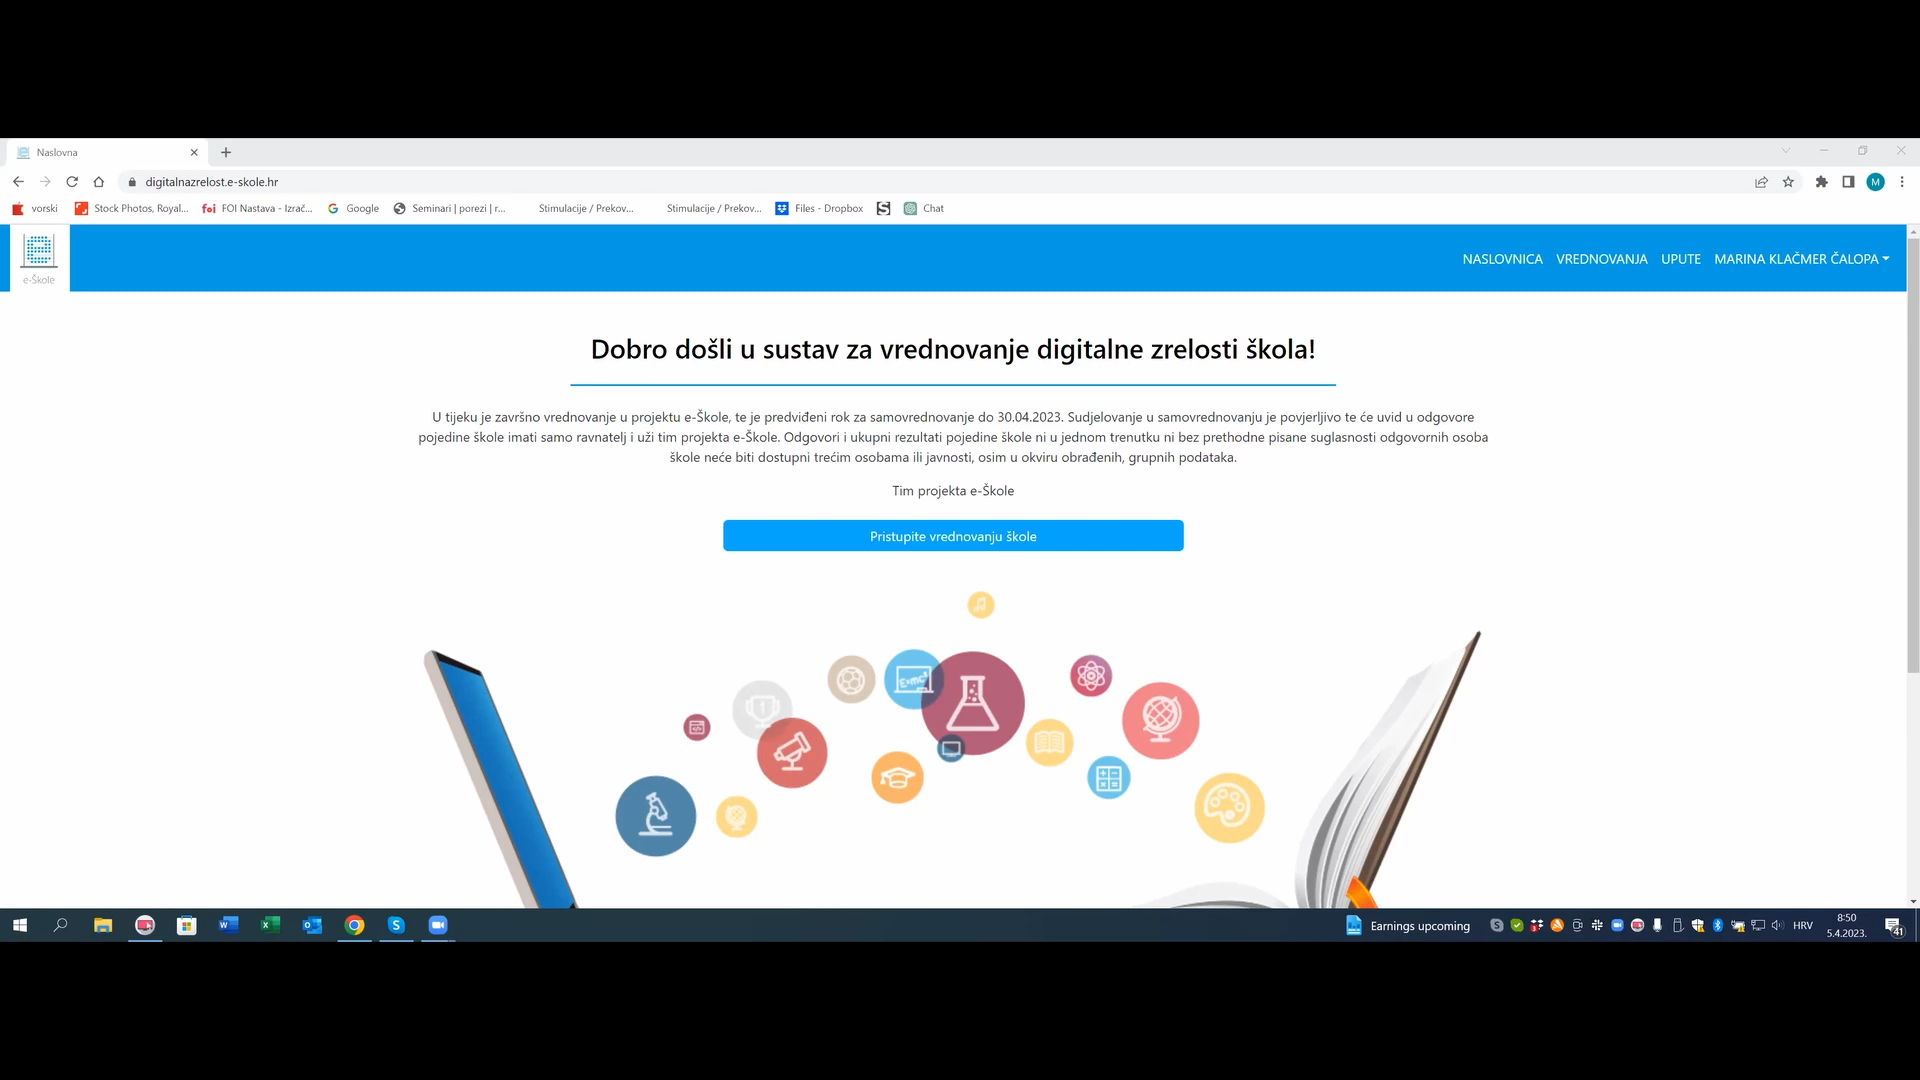 Naslovna
digitalnazrelost.e-skole.hr
M
vorski
Stock Photos, Royal...
foi FOI Nastava - Izrač...
Google
Seminari | porezi | r...
Stimulacije / Prekov...
Stimulacije / Prekov...
Files - Dropbox
Chat
e-Škole
NASLOVNICA
VREDNOVANJA
UPUTE
MARINA KLAČMER ČALOPA
Dobro došli u sustav za vrednovanje digitalne zrelosti škola!
U tijeku je završno vrednovanje u projektu e-Škole, te je predviđeni rok za samovrednovanje do 30.04.2023. Sudjelovanje u samovrednovanju je povjerljivo te će uvid u odgovore
pojedine škole imati samo ravnatelj i uži tim projekta e-Škole. Odgovori i ukupni rezultati pojedine škole ni u jednom trenutku ni bez prethodne pisane suglasnosti odgovornih osoba
škole neće biti dostupni trećim osobama ili javnosti, osim u okviru obrađenih, grupnih podataka.
Tim projekta e-Škole
Pristupite vrednovanju škole
E=mc²
1
Earnings upcoming
HRV
8:50
5.4.2023.
41